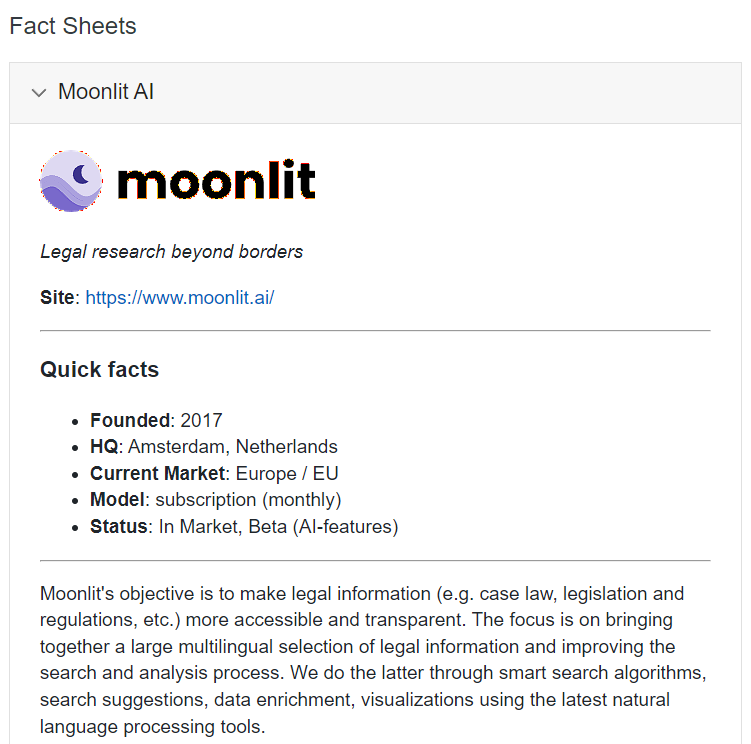 Fact Sheets
Moonlit AI
moonlit
Legal research beyond borders
Site: https://www.moonlit.ai/
Quick facts
Founded: 2017
HQ: Amsterdam, Netherlands
Current Market: Europe / EU
Model: subscription (monthly)
Status: In Market, Beta (AI-features)
Moonlit's objective is to make legal information (e.g. case law, legislation and
regulations, etc.) more accessible and transparent. The focus is on bringing
together a large multilingual selection of legal information and improving the
search and analysis process. We do the latter through smart search algorithms,
search suggestions, data enrichment, visualizations using the latest natural
language processing tools.